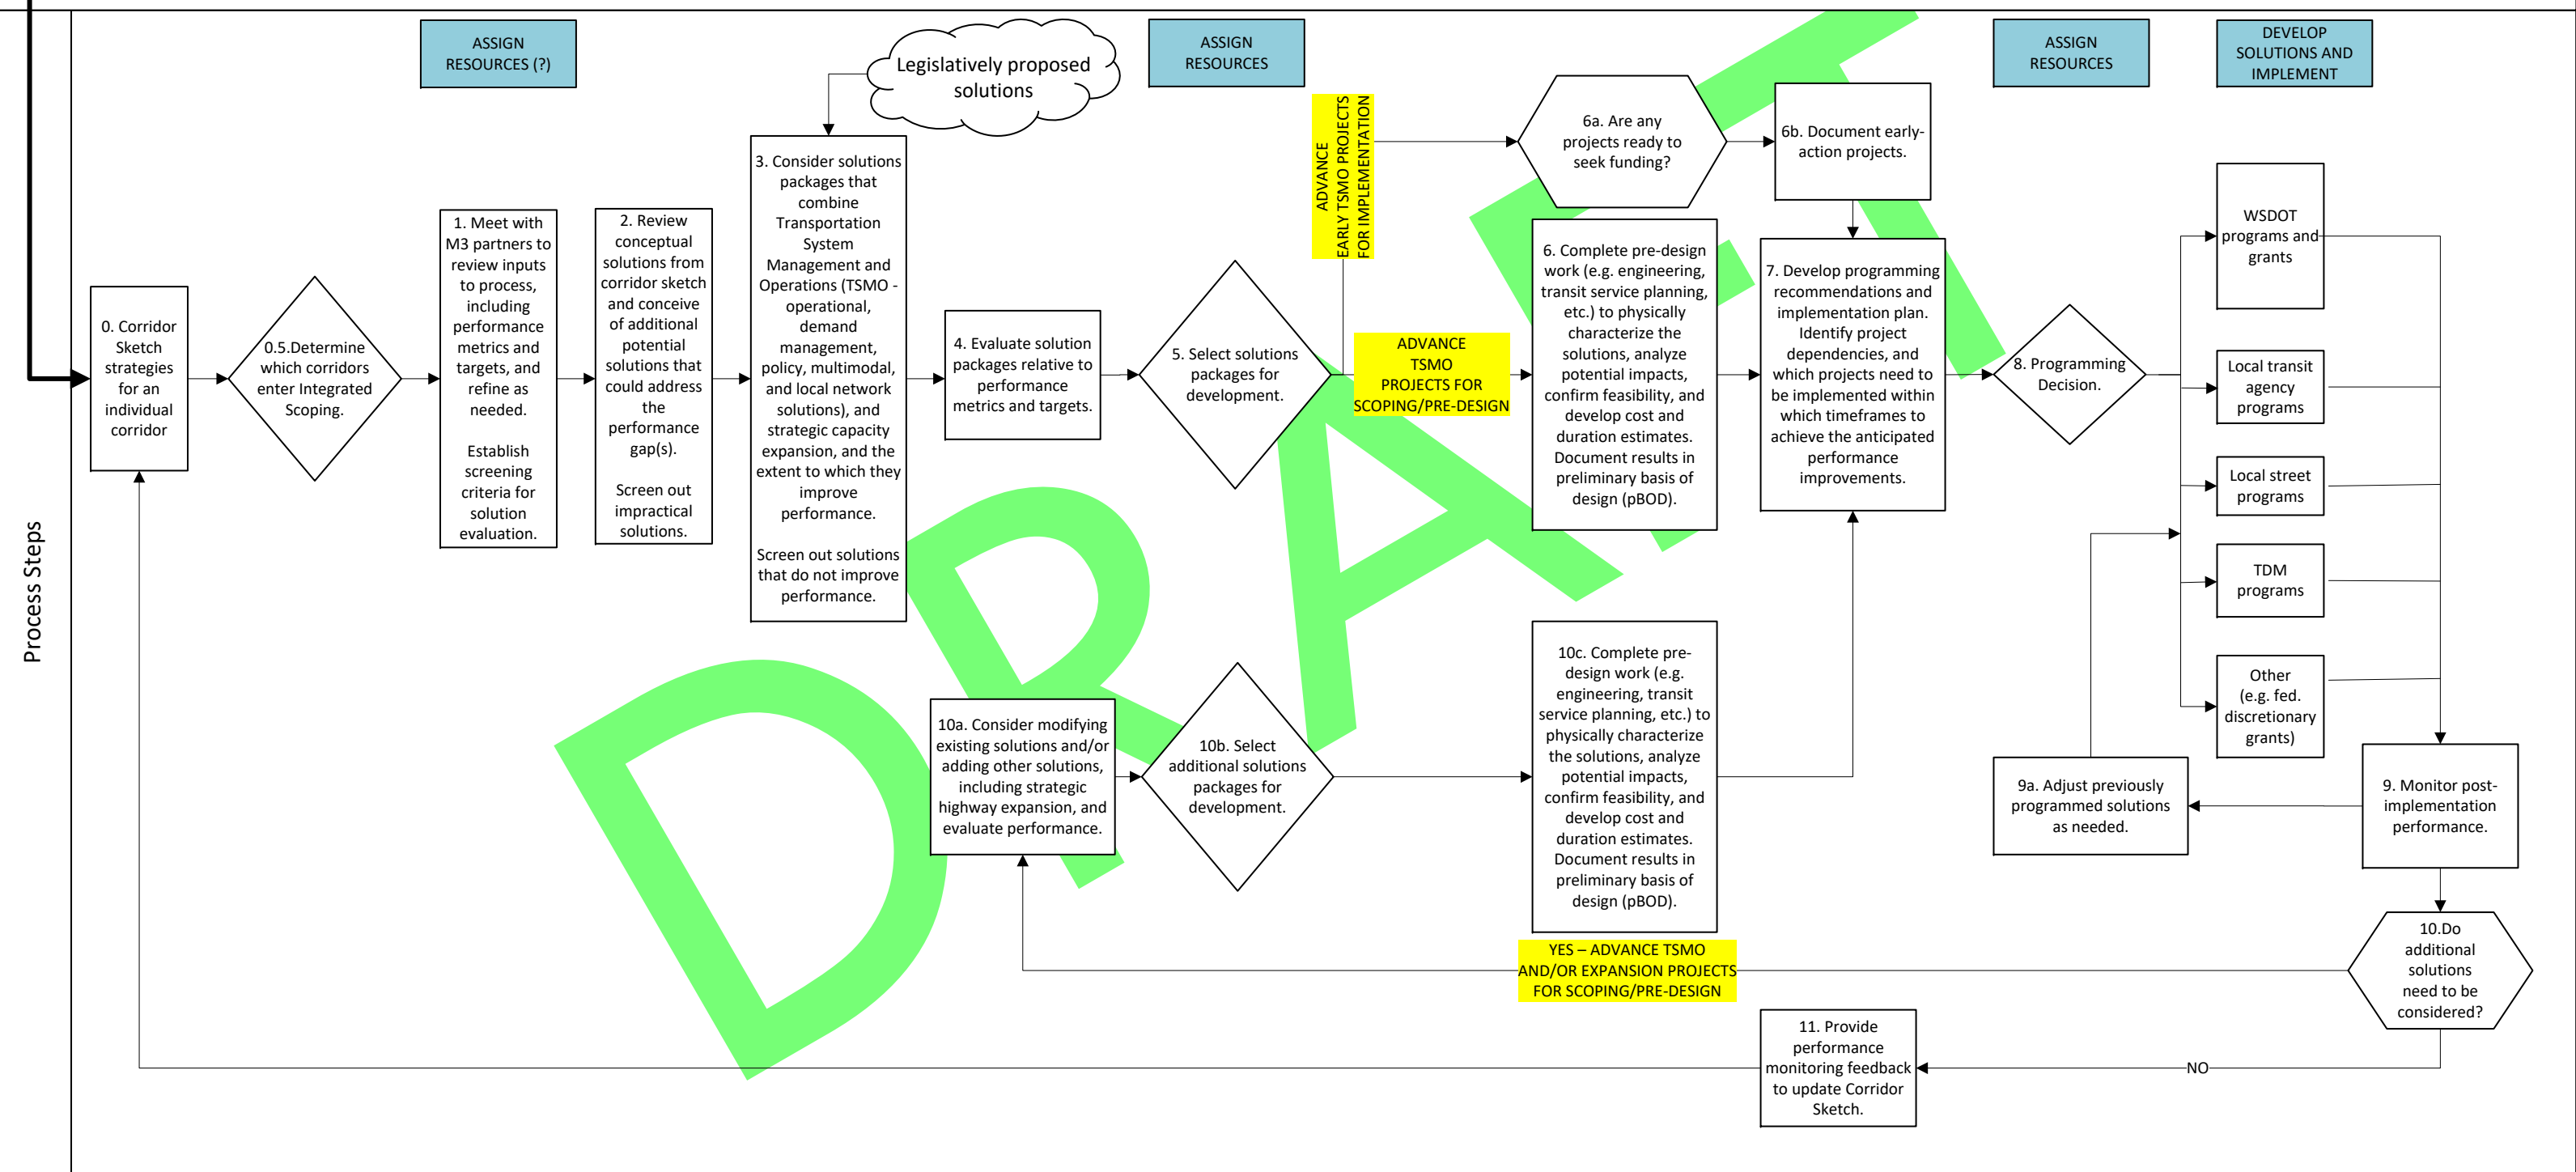 Process Steps
ASSIGN
RESOURCES (?)
Legislatively proposed
solutions
ASSIGN
RESOURCES
ASSIGN
RESOURCES
DEVELOP
SOLUTIONS AND
IMPLEMENT
0. Corridor
Sketch
strategies
for an
individual
corridor
0.5.Determine
which corridors
enter Integrated
Scoping.
1. Meet with
M3 partners to
review inputs
to process,
including
performance
metrics and
targets, and
refine as
needed.
Establish
screening
criteria for
solution
evaluation.
2. Review
conceptual
solutions from
corridor sketch
and conceive
of additional
potential
solutions that
could address
the
performance
gap(s).
Screen out
impractical
solutions.
3. Consider solutions
packages that
combine
Transportation
System
Management and
Operations (TSMO -
operational,
demand
management,
policy, multimodal,
and local network
solutions), and
strategic capacity
expansion, and the
extent to which they
improve
performance.
Screen out solutions
that do not improve
performance.
4. Evaluate solution
packages relative to
performance
metrics and targets.
5. Select solutions
packages for
development.
ADVANCE
EARLY TSMO PROJECTS
FOR IMPLEMENTATION
ADVANCE
TSMO
PROJECTS FOR
SCOPING/PRE-DESIGN
6a. Are any
projects ready to
seek funding?
6b. Document early-
action projects.
6. Complete pre-design
work (e.g. engineering,
transit service planning,
etc.) to physically
characterize the
solutions, analyze
potential impacts,
confirm feasibility, and
develop cost and
duration estimates.
Document results in
preliminary basis of
design (pBOD).
7. Develop programming
recommendations and
implementation plan.
Identify project
dependencies, and
which projects need to
be implemented within
which timeframes to
achieve the anticipated
performance
improvements.
8. Programming
Decision.
WSDOT
programs and
grants
Local transit
agency
programs
Local street
programs
TDM
programs
Other
(e.g. fed.
discretionary
grants)
9. Monitor post-
implementation
performance.
9a. Adjust previously
programmed solutions
as needed.
10.Do
additional
solutions
need to be
considered?
10a. Consider modifying
existing solutions and/or
adding other solutions,
including strategic
highway expansion, and
evaluate performance.
10b. Select
additional solutions
packages for
development.
10c. Complete pre-
design work (e.g.
engineering, transit
service planning, etc.) to
physically characterize
the solutions, analyze
potential impacts,
confirm feasibility, and
develop cost and
duration estimates.
Document results in
preliminary basis of
design (pBOD).
YES – ADVANCE TSMO
AND/OR EXPANSION PROJECTS
FOR SCOPING/PRE-DESIGN
NO
11. Provide
performance
monitoring feedback
to update Corridor
Sketch.
DRAFT